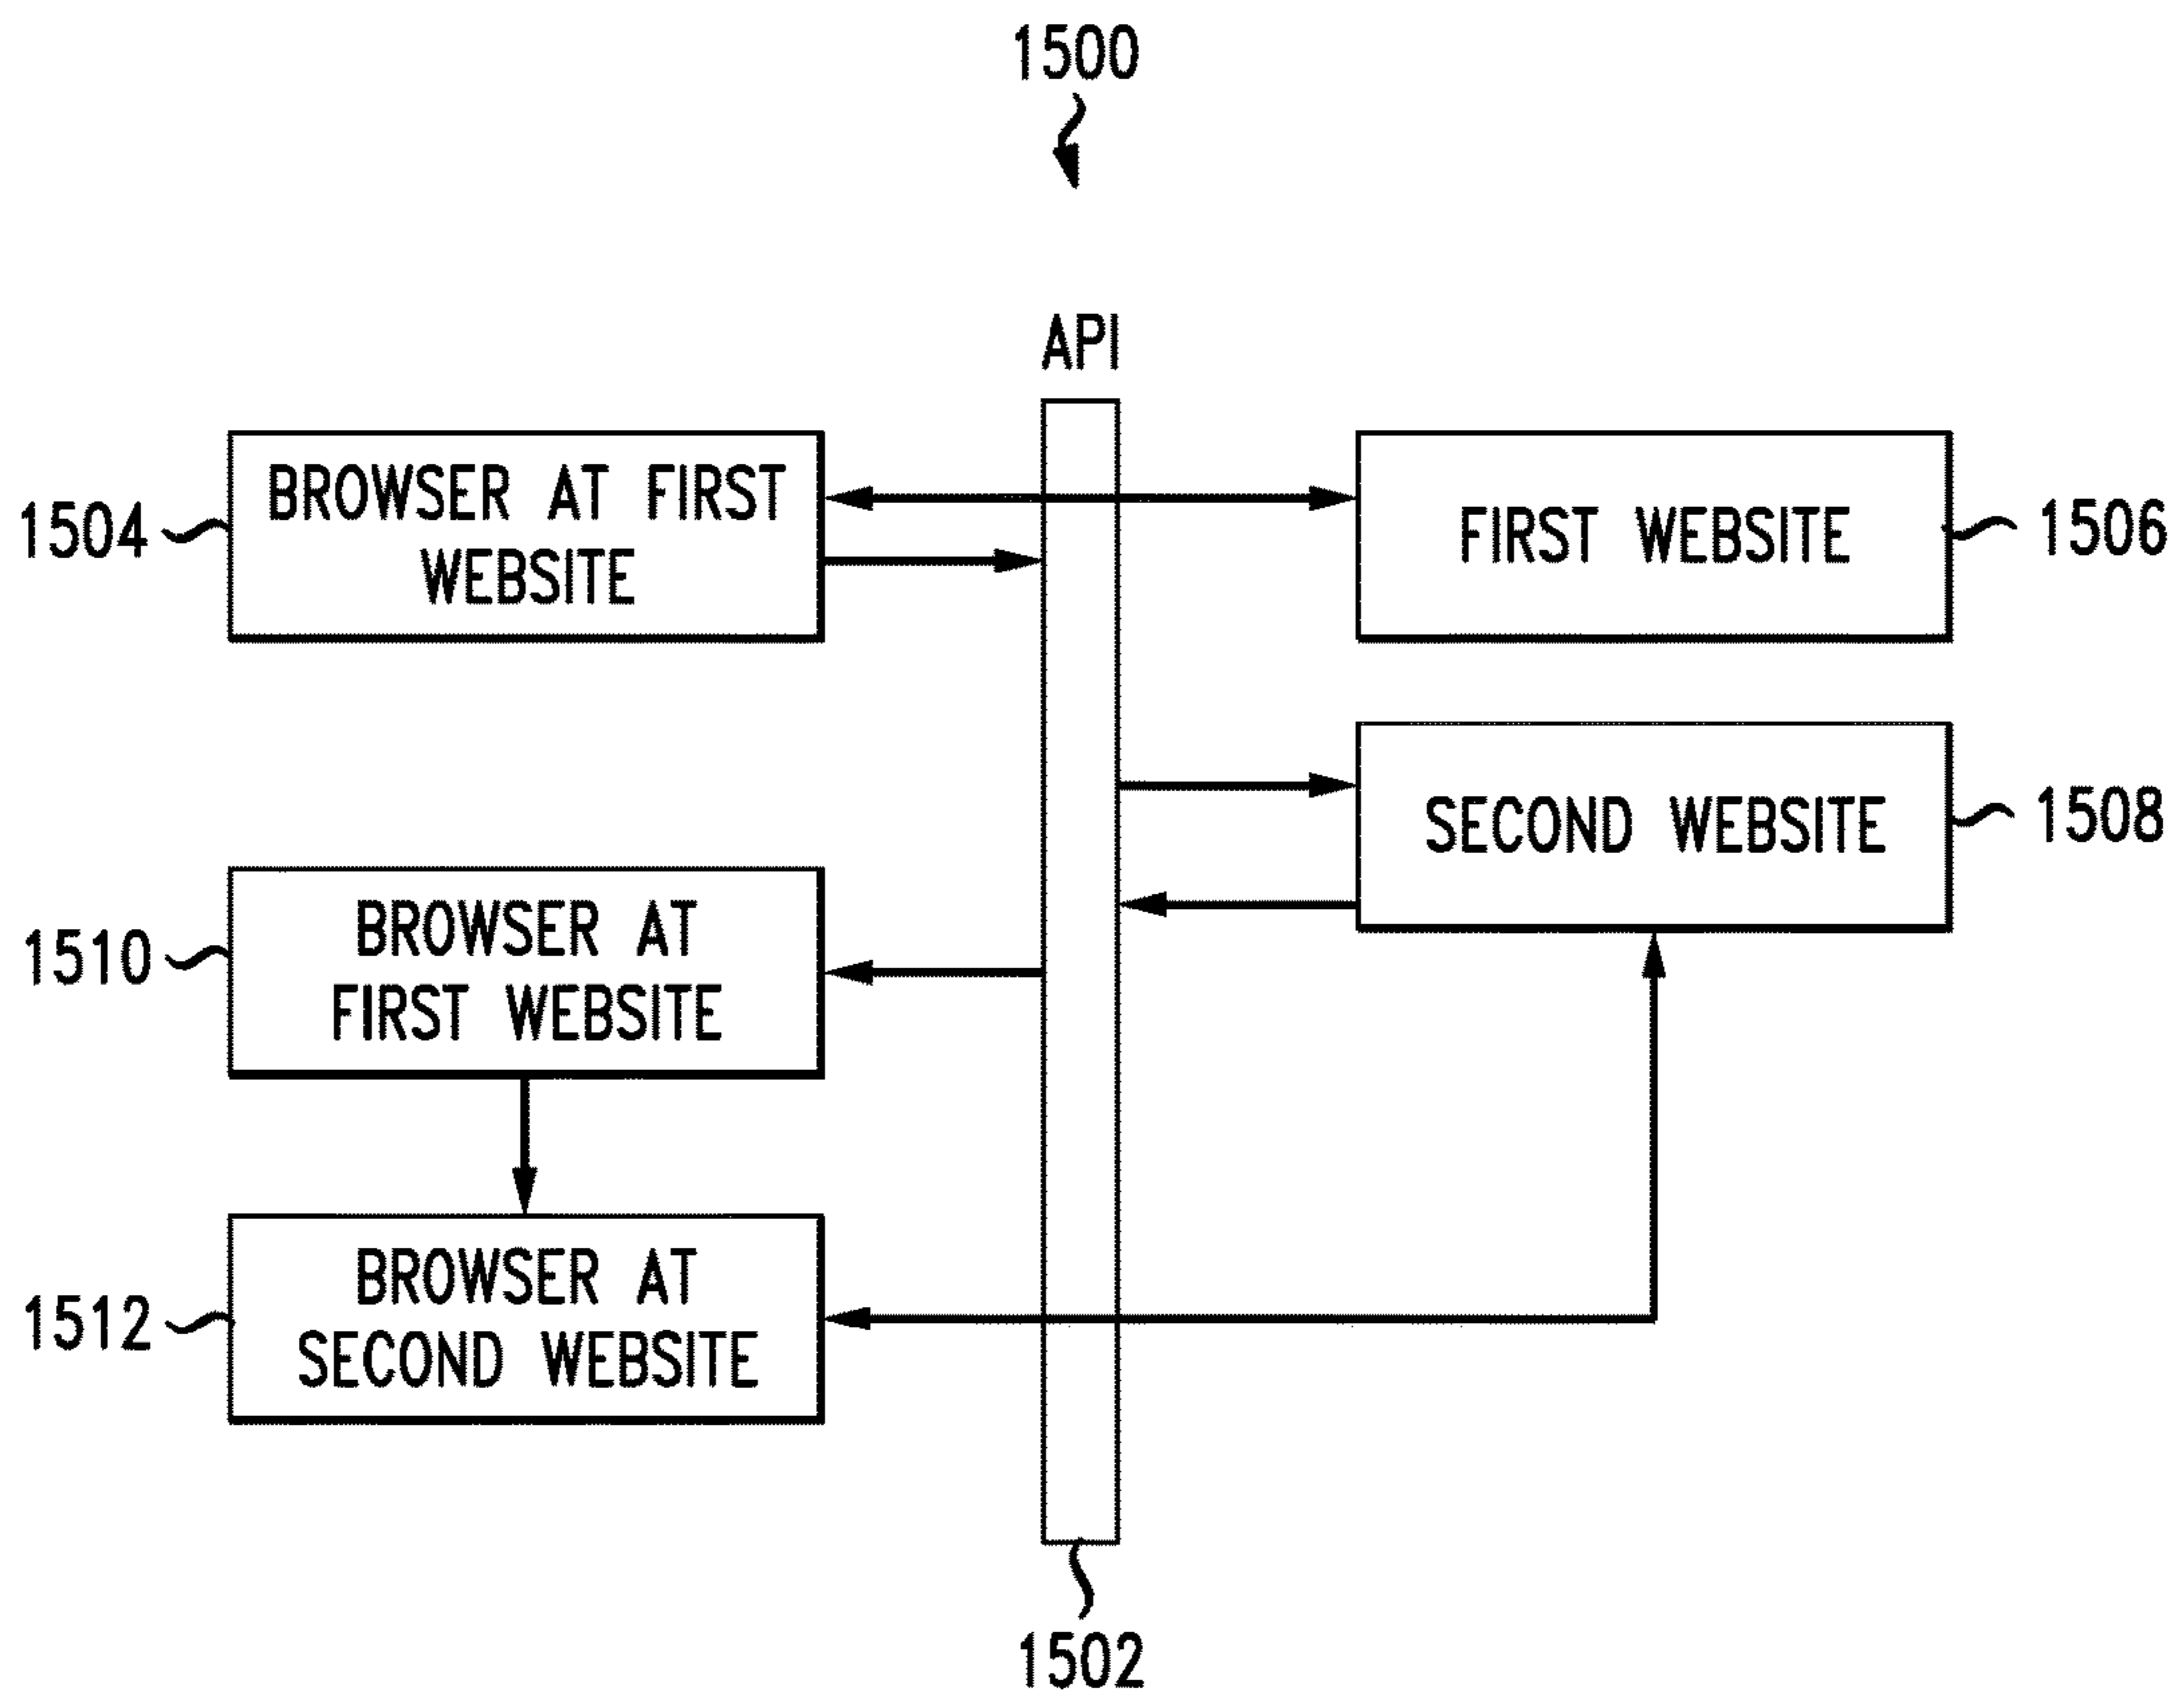 1500
API
BROWSER AT FIRST
WEBSITE
1504
FIRST WEBSITE
1506
SECOND WEBSITE
1508
BROWSER AT
FIRST WEBSITE
1510
BROWSER AT
SECOND WEBSITE
1512
1502